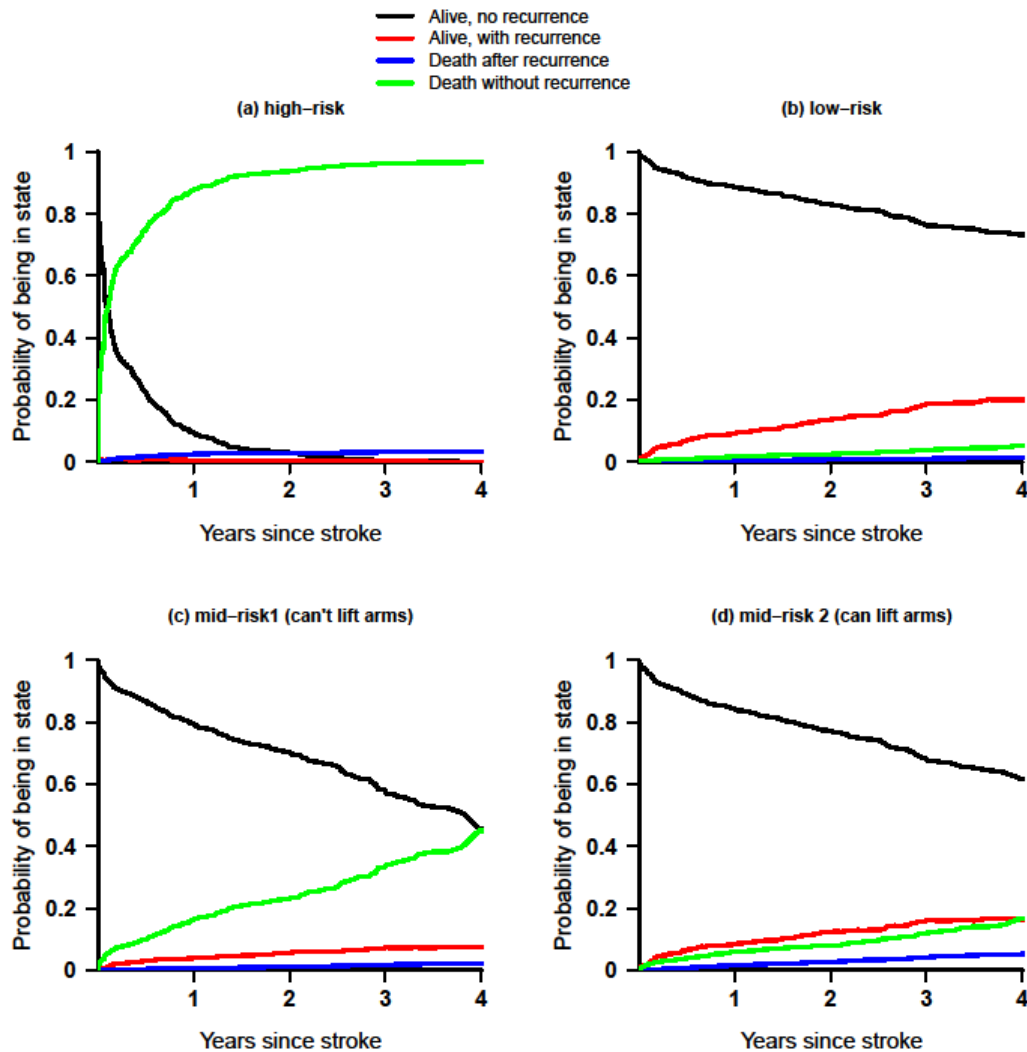 Alive, no recurrence
Alive, with recurrence
Death after recurrence
Death without recurrence
(a) high−risk
Probability of being in state
1
0.8
0.6
0.4
0.2
0
1 2 3 4
Years since stroke
(b) low−risk
Probability of being in state
1
0.8
0.6
0.4
0.2
0
1 2 3 4
Years since stroke
(c) mid−risk1 (can't lift arms)
Probability of being in state
1
0.8
0.6
0.4
0.2
0
1 2 3 4
Years since stroke
(d) mid−risk 2 (can lift arms)
Probability of being in state
1
0.8
0.6
0.4
0.2
0
1 2 3 4
Years since stroke